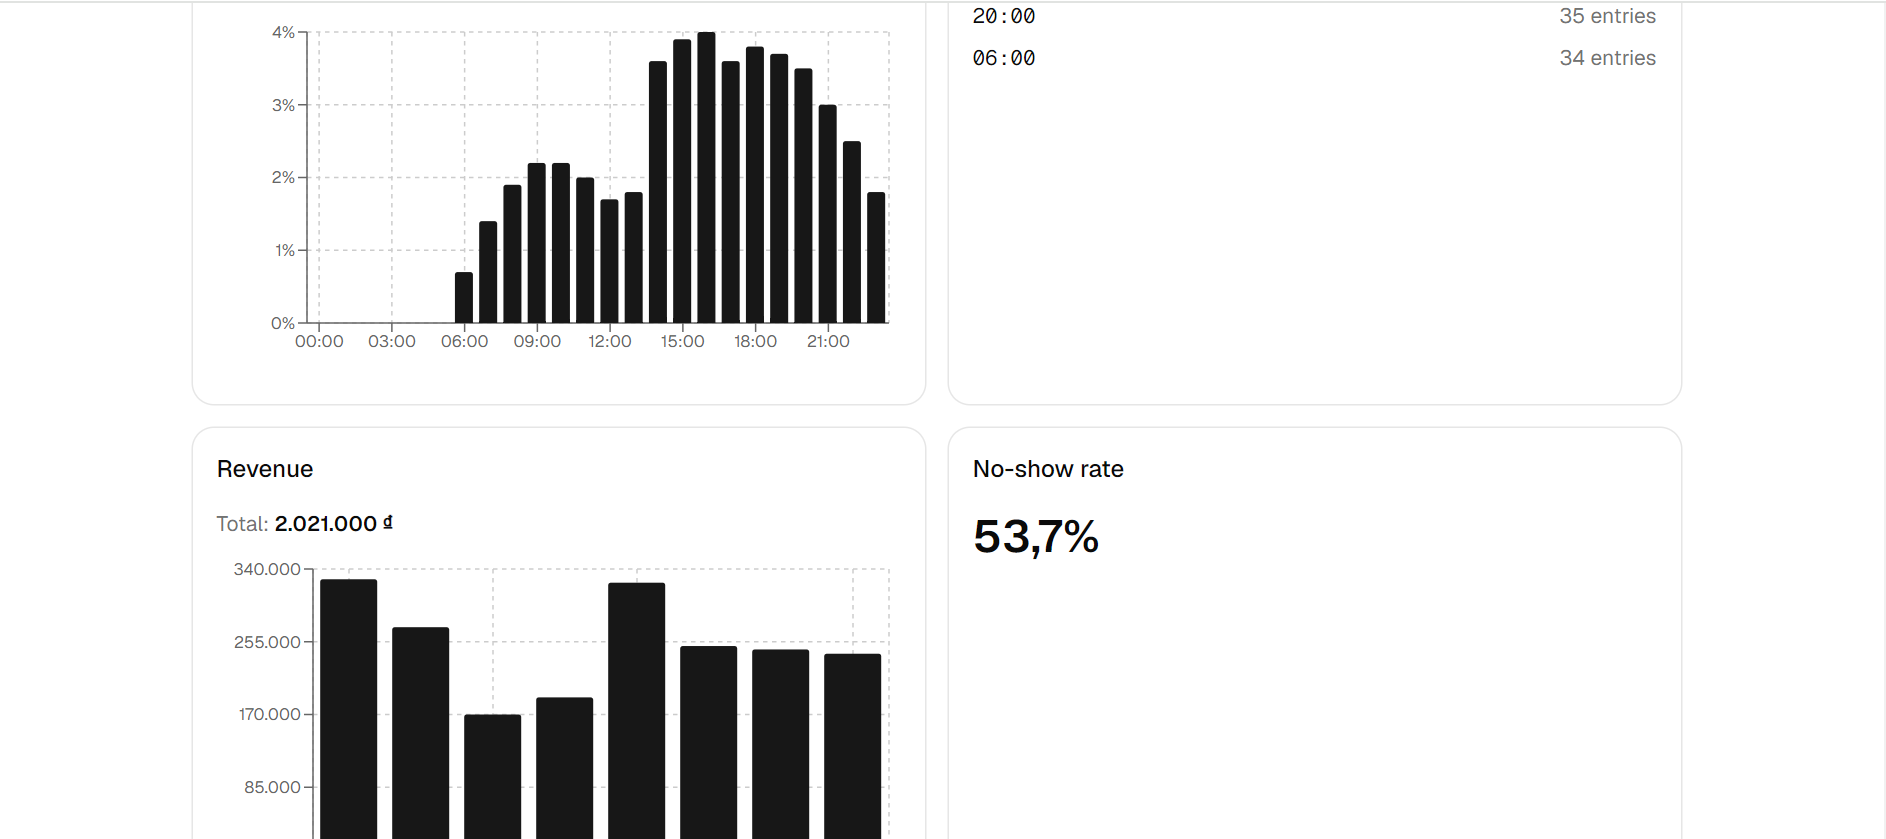 4%
3%
2%
1%
0%
00:00 03:00 06:00 09:00 12:00 15:00 18:00 21:00
20:00 35 entries
06:00 34 entries
Revenue
Total: 2.021.000 ₫
340.000
255.000
170.000
85.000
No-show rate
53,7%